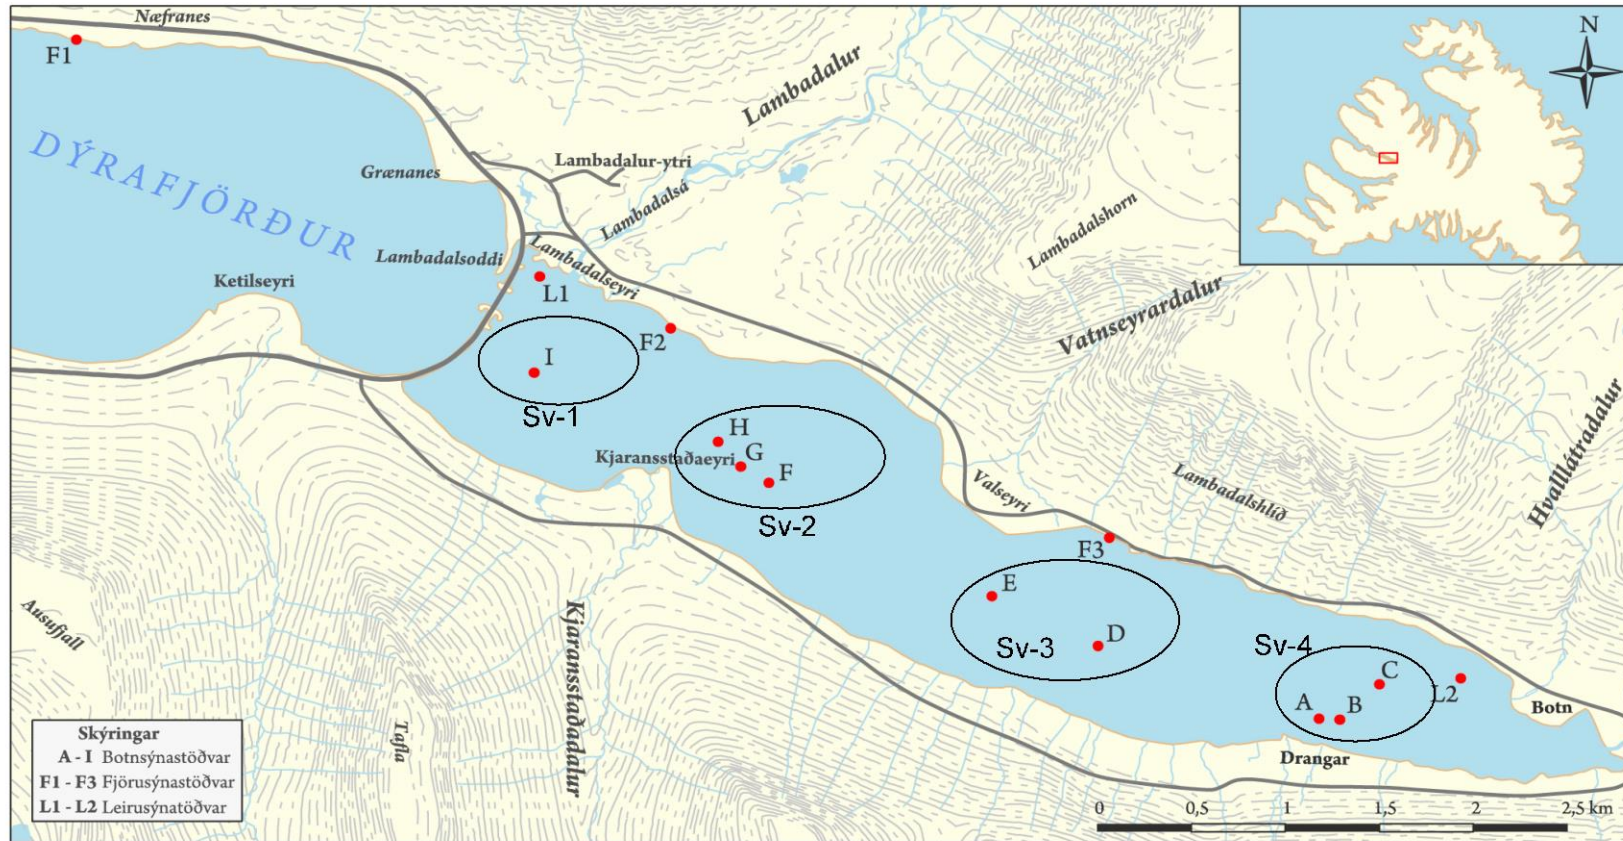 Næfranes
F1
N
Lambadalur
DÝRAFJÖRÐUR
Grænanes
Lambadalur-ytri
Lambadalsá
Lambadalshorn
Lambadalsoddi
Lambadalseyri
Ketilseyri
L1
F2
Vatnseyrardalur
I
Sv-1
Hvalllátradalur
H
Kjaransstaðaeyri
G
F
Sv-2
Valseyri
Lambadalshlíð
F3
E
D
Sv-3
Sv-4
C
L2
A
B
Botn
Drangar
Ausufjall
Tafla
Kjaransstaðadalur
Skýringar
A - I Botnsýnastöðvar
F1 - F3 Fjörusýnastöðvar
L1 - L2 Leirusýnatöðvar
0 0,5 1 1,5 2 2,5 km